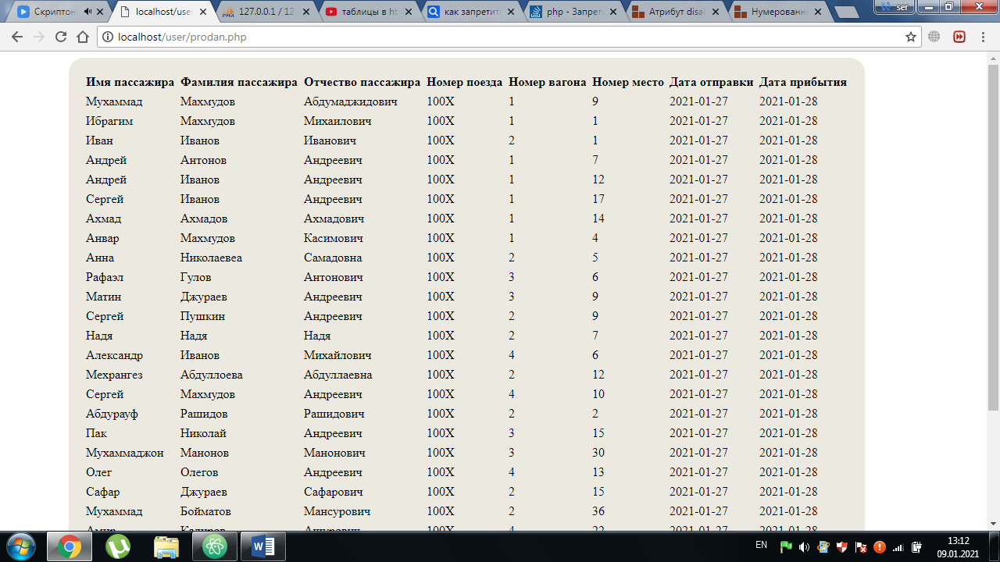 Скриптон
localhost/use
127.0.0.1 / 12
таблицы в ht
как запретит
php - Запрет
Атрибут disal
Нумерованн
ser
localhost/user/prodan.php
Имя пассажира Фамилия пассажира Отчество пассажира Номер поезда Номер вагона Номер место Дата отправки Дата прибытия
Мухаммад Махмудов Абдумаджидович 100X 1 9 2021-01-27 2021-01-28
Ибрагим Махмудов Михаилович 100X 1 1 2021-01-27 2021-01-28
Иван Иванов Иванович 100X 2 1 2021-01-27 2021-01-28
Андрей Антонов Андреевич 100X 1 7 2021-01-27 2021-01-28
Андрей Иванов Андреевич 100X 1 12 2021-01-27 2021-01-28
Сергей Иванов Андреевич 100X 1 17 2021-01-27 2021-01-28
Ахмад Ахмадов Ахмадович 100X 1 14 2021-01-27 2021-01-28
Анвар Махмудов Касимович 100X 1 4 2021-01-27 2021-01-28
Анна Николаевеа Самадовна 100X 2 5 2021-01-27 2021-01-28
Рафаэл Гулов Антонович 100X 3 6 2021-01-27 2021-01-28
Матин Джураев Андреевич 100X 3 9 2021-01-27 2021-01-28
Сергей Пушкин Андреевич 100X 2 9 2021-01-27 2021-01-28
Надя Надя Надя 100X 2 7 2021-01-27 2021-01-28
Александр Иванов Михайлович 100X 4 6 2021-01-27 2021-01-28
Мехрангез Абдуллоева Абдуллаевна 100X 2 12 2021-01-27 2021-01-28
Сергей Махмудов Андреевич 100X 4 10 2021-01-27 2021-01-28
Абдурауф Рашидов Рашидович 100X 2 2 2021-01-27 2021-01-28
Пак Николай Андреевич 100X 3 15 2021-01-27 2021-01-28
Мухаммаджон Манонов Манонович 100X 3 30 2021-01-27 2021-01-28
Олег Олегов Андреевич 100X 4 13 2021-01-27 2021-01-28
Сафар Джураев Сафарович 100X 2 15 2021-01-27 2021-01-28
Мухаммад Бойматов Мансурович 100X 2 36 2021-01-27 2021-01-28
Амир Кадиров Ашурович 100X 4 22 2021-01-27 2021-01-28
EN
13:12
09.01.2021